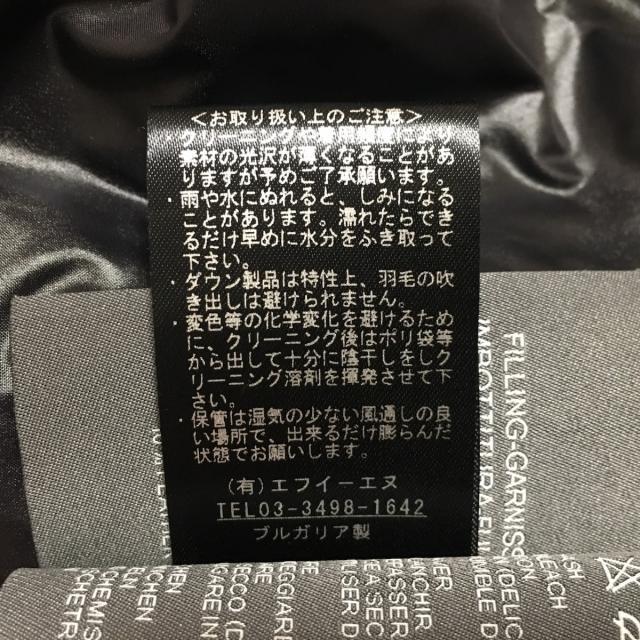 ＜お取り扱い上のご注意＞
クリーニングや着用頻度により
素材の光沢が薄くなることがあ
りますが予めご了承願います。
・雨や水にぬれると、しみになる
ことがあります。濡れたらでき
るだけ早めに水分をふき取って
下さい。
・ダウン製品は特性上、羽毛の吹
き出しは避けられません。
・変色等の化学変化を避けるため
に、クリーニング後はポリ袋等
から出して十分に陰干しをしク
リーニング溶剤を揮発させて下
さい。
・保管は湿気の少ない風通しの良
い場所で、出来るだけ膨らんだ
状態でお願いします。
(有)エフイーエヌ
TEL03-3498-1642
ブルガリア製
FILLING-GARNISS
IMBOTTITURA